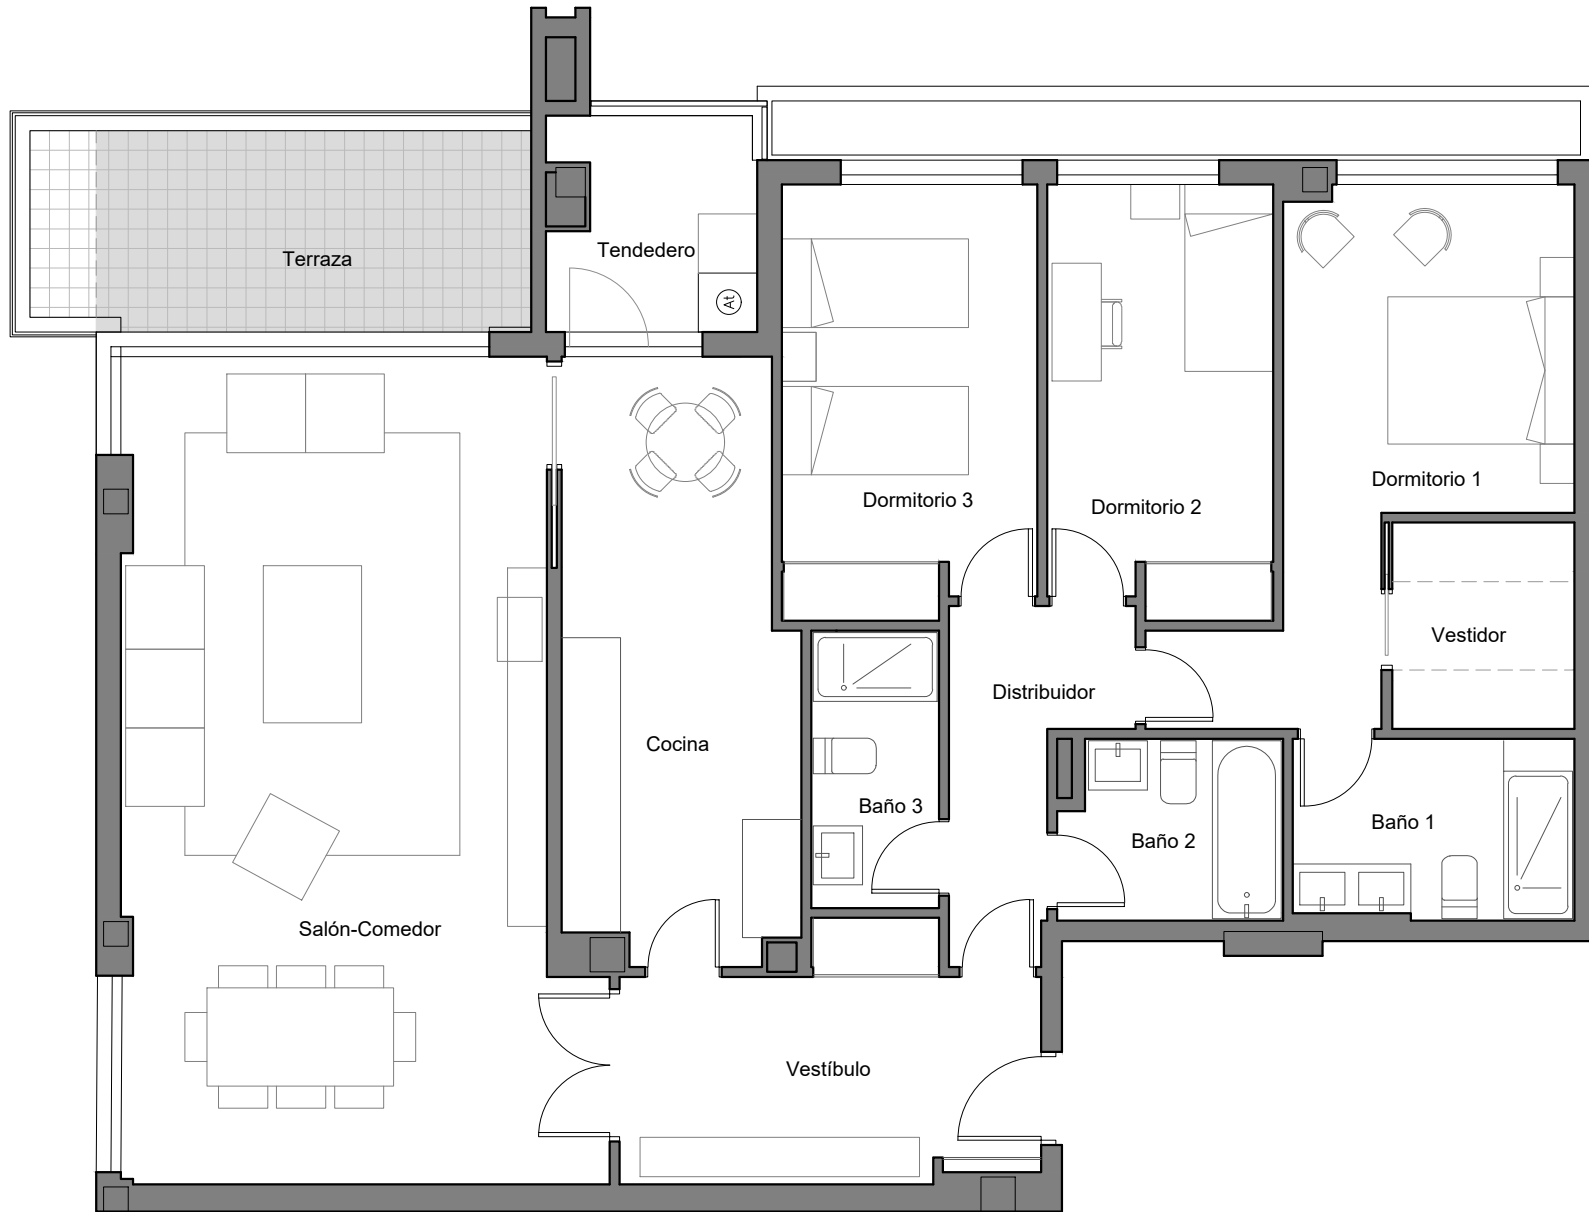 Terraza
Tendedero
At
Dormitorio 3
Dormitorio 2
Dormitorio 1
Vestidor
Distribuidor
Cocina
Baño 3
Baño 2
Baño 1
Salón-Comedor
Vestíbulo